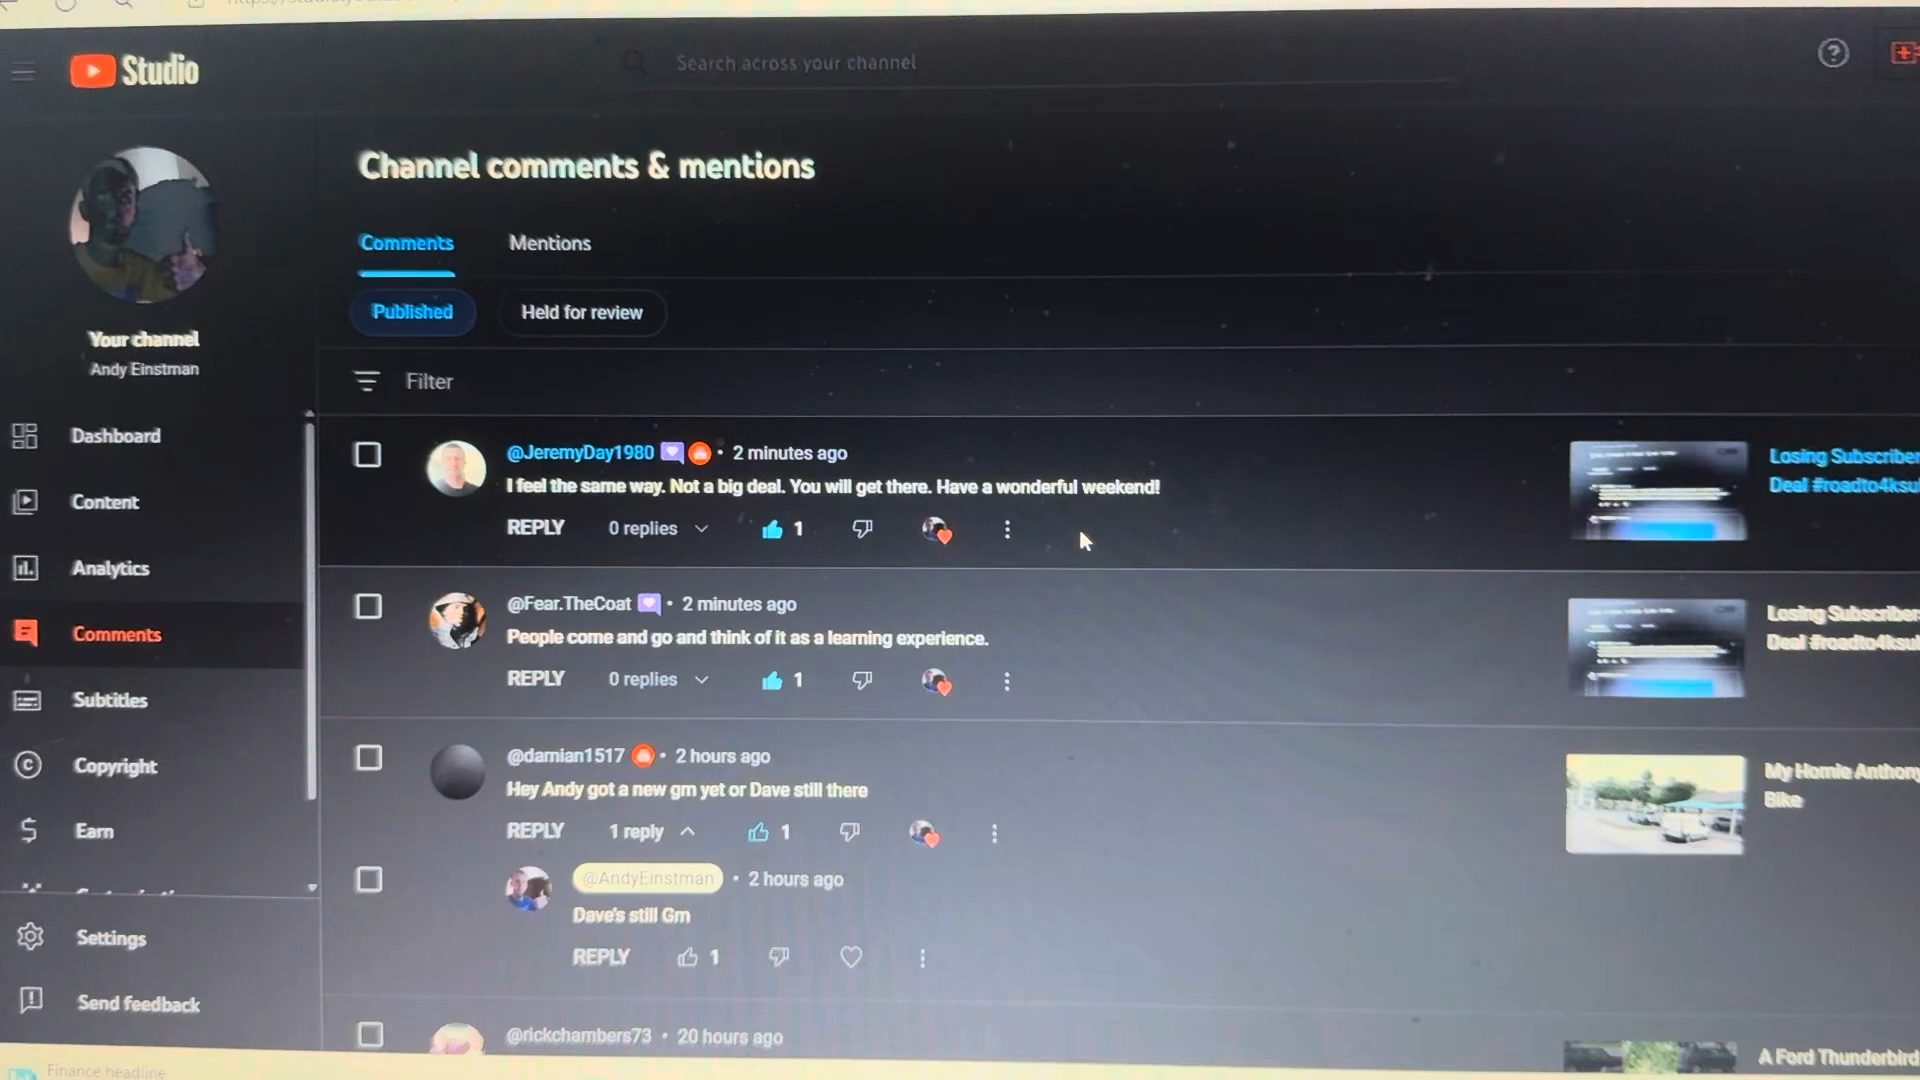 Studio
Search across your channel
Channel comments & mentions
Comments
Mentions
Published
Held for review
Your channel
Andy Einstman
Filter
Dashboard
Content
Analytics
Comments
Subtitles
Copyright
Earn
Settings
Send feedback
@JeremyDay1980 • 2 minutes ago
I feel the same way. Not a big deal. You will get there. Have a wonderful weekend!
REPLY 0 replies 1
Losing Subscriber
Deal #roadto4ksu
@Fear.TheCoat • 2 minutes ago
People come and go and think of it as a learning experience.
REPLY 0 replies 1
Losing Subscriber
Deal #roadto4ksu
@damian1517 • 2 hours ago
Hey Andy got a new gm yet or Dave still there
REPLY 1 reply 1
My Homie Anthony
Bike
@AndyEinstman • 2 hours ago
Dave's still Gm
REPLY 1
@rickchambers73 • 20 hours ago
A Ford Thunderbird
Finance headline